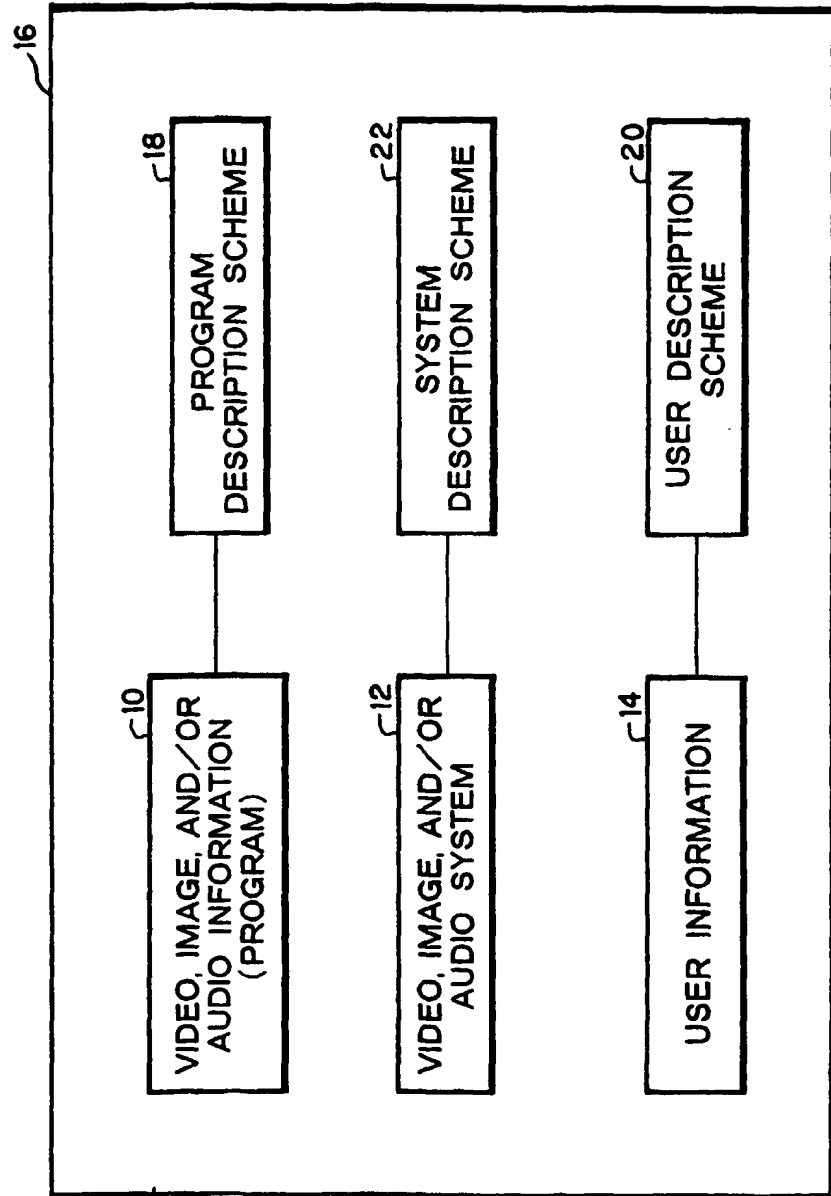 16
10
VIDEO, IMAGE, AND/OR
AUDIO INFORMATION
(PROGRAM)
18
PROGRAM
DESCRIPTION SCHEME
12
VIDEO, IMAGE, AND/OR
AUDIO SYSTEM
22
SYSTEM
DESCRIPTION SCHEME
14
USER INFORMATION
20
USER DESCRIPTION
SCHEME